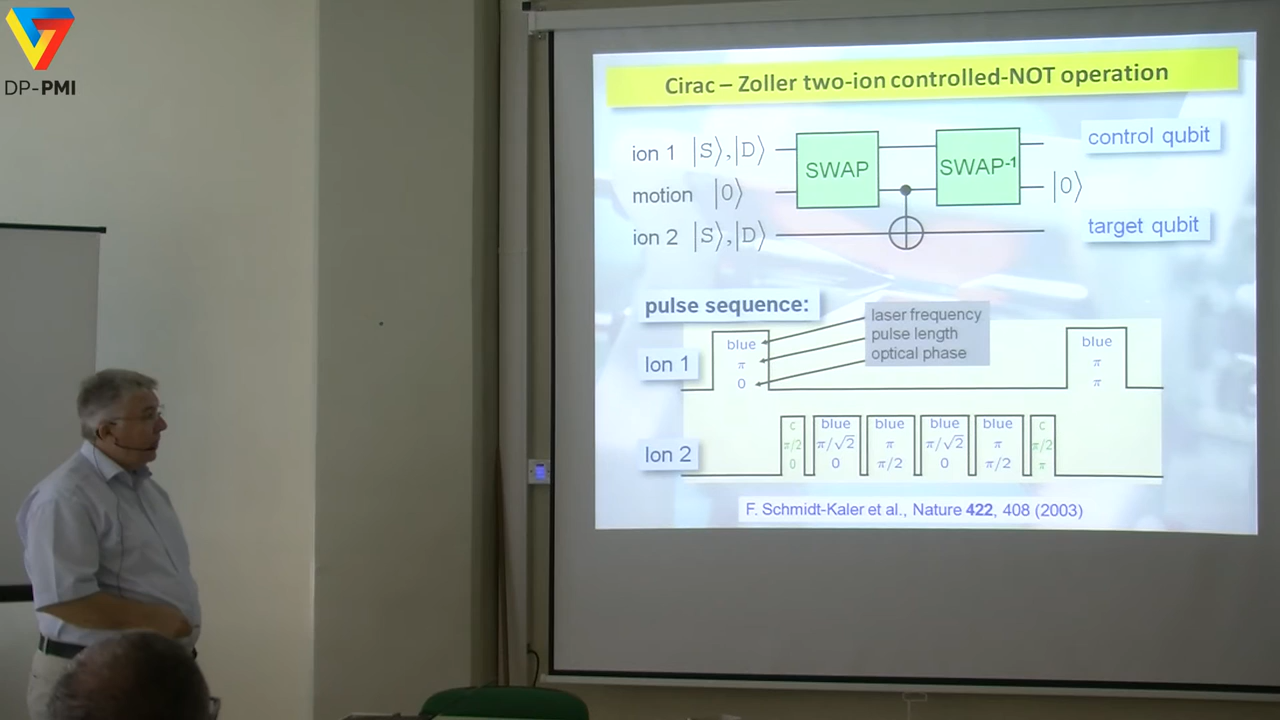 DP-PMI
Cirac – Zoller two-ion controlled-NOT operation
ion 1 |S⟩,|D⟩
SWAP
SWAP-1
control qubit
motion |0⟩
|0⟩
ion 2 |S⟩,|D⟩
target qubit
pulse sequence:
laser frequency
pulse length
optical phase
Ion 1
blue
π
0
blue
π
π
Ion 2
c
π/2
0
blue
π/√2
0
blue
π
π/2
blue
π/√2
0
blue
π
π/2
c
π/2
π
F. Schmidt-Kaler et al., Nature 422, 408 (2003)